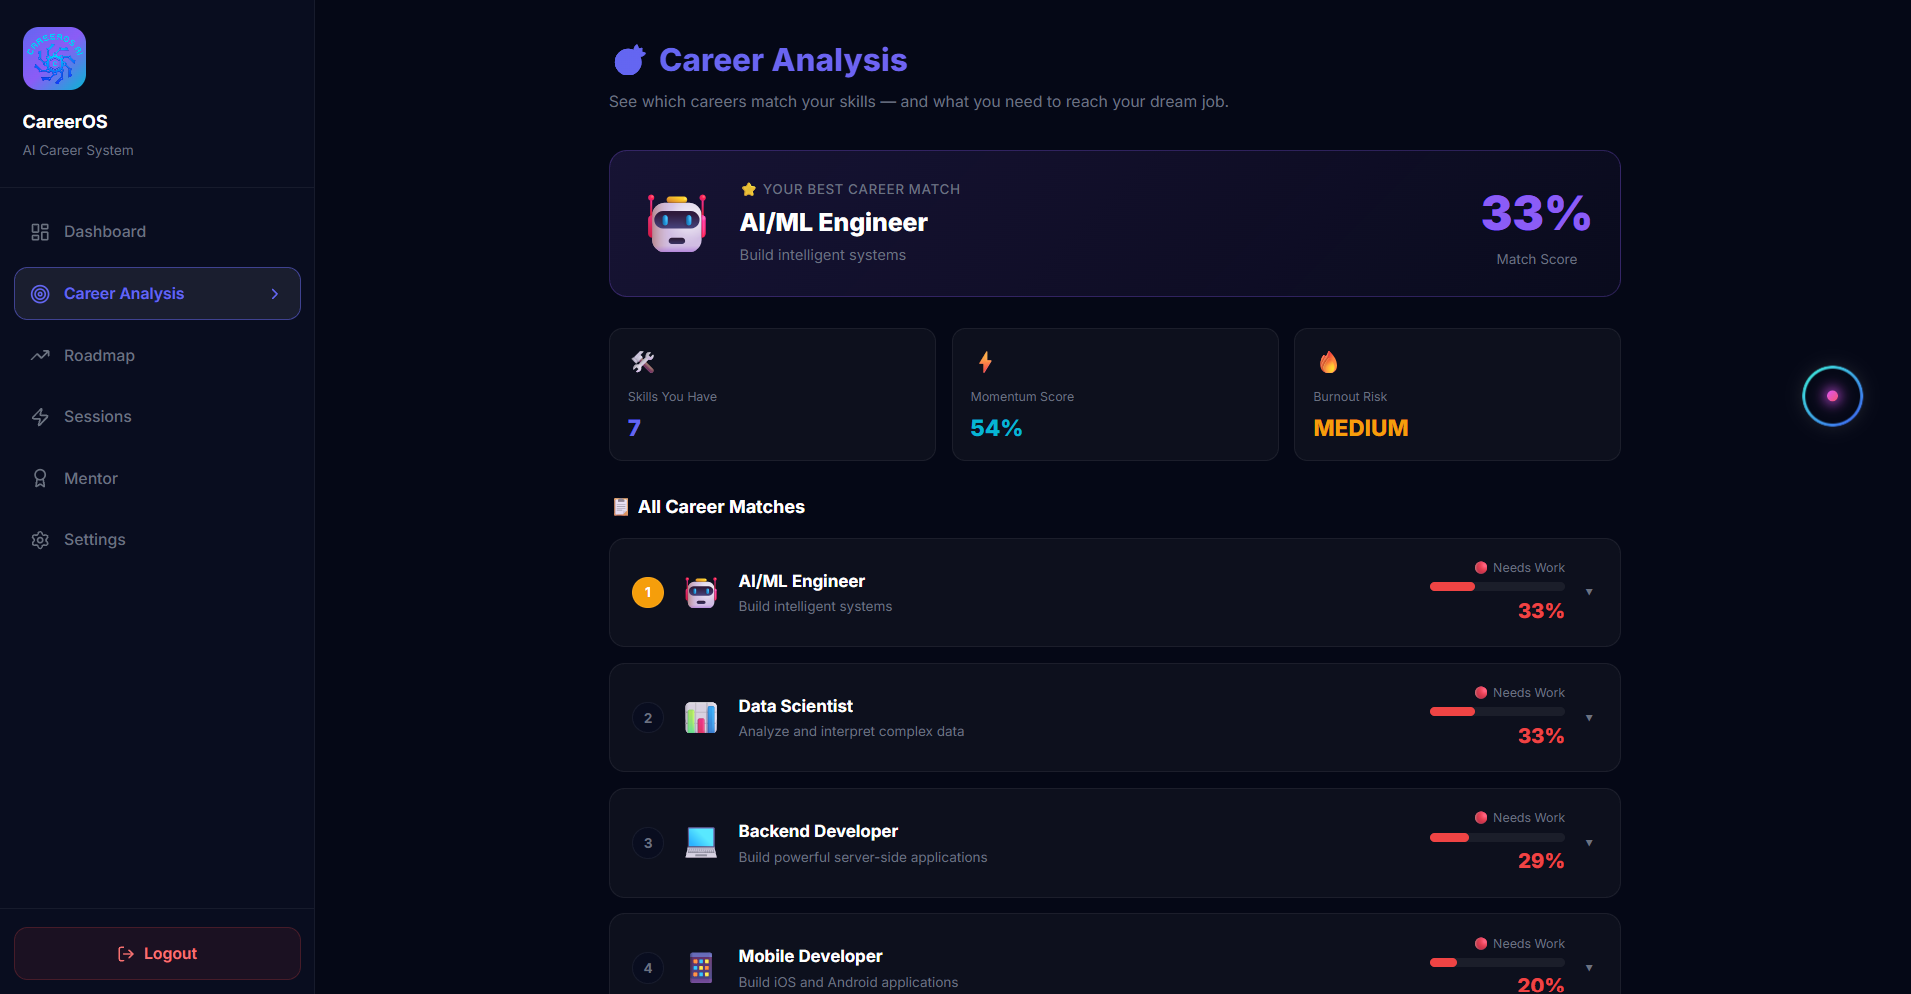 CAREEROS AI
CareerOS
AI Career System
Dashboard
Career Analysis
Roadmap
Sessions
Mentor
Settings
Logout
Career Analysis
See which careers match your skills — and what you need to reach your dream job.
YOUR BEST CAREER MATCH
AI/ML Engineer
Build intelligent systems
33%
Match Score
Skills You Have
7
Momentum Score
54%
Burnout Risk
MEDIUM
All Career Matches
1
AI/ML Engineer
Build intelligent systems
Needs Work
33%
2
Data Scientist
Analyze and interpret complex data
Needs Work
33%
3
Backend Developer
Build powerful server-side applications
Needs Work
29%
4
Mobile Developer
Build iOS and Android applications
Needs Work
20%